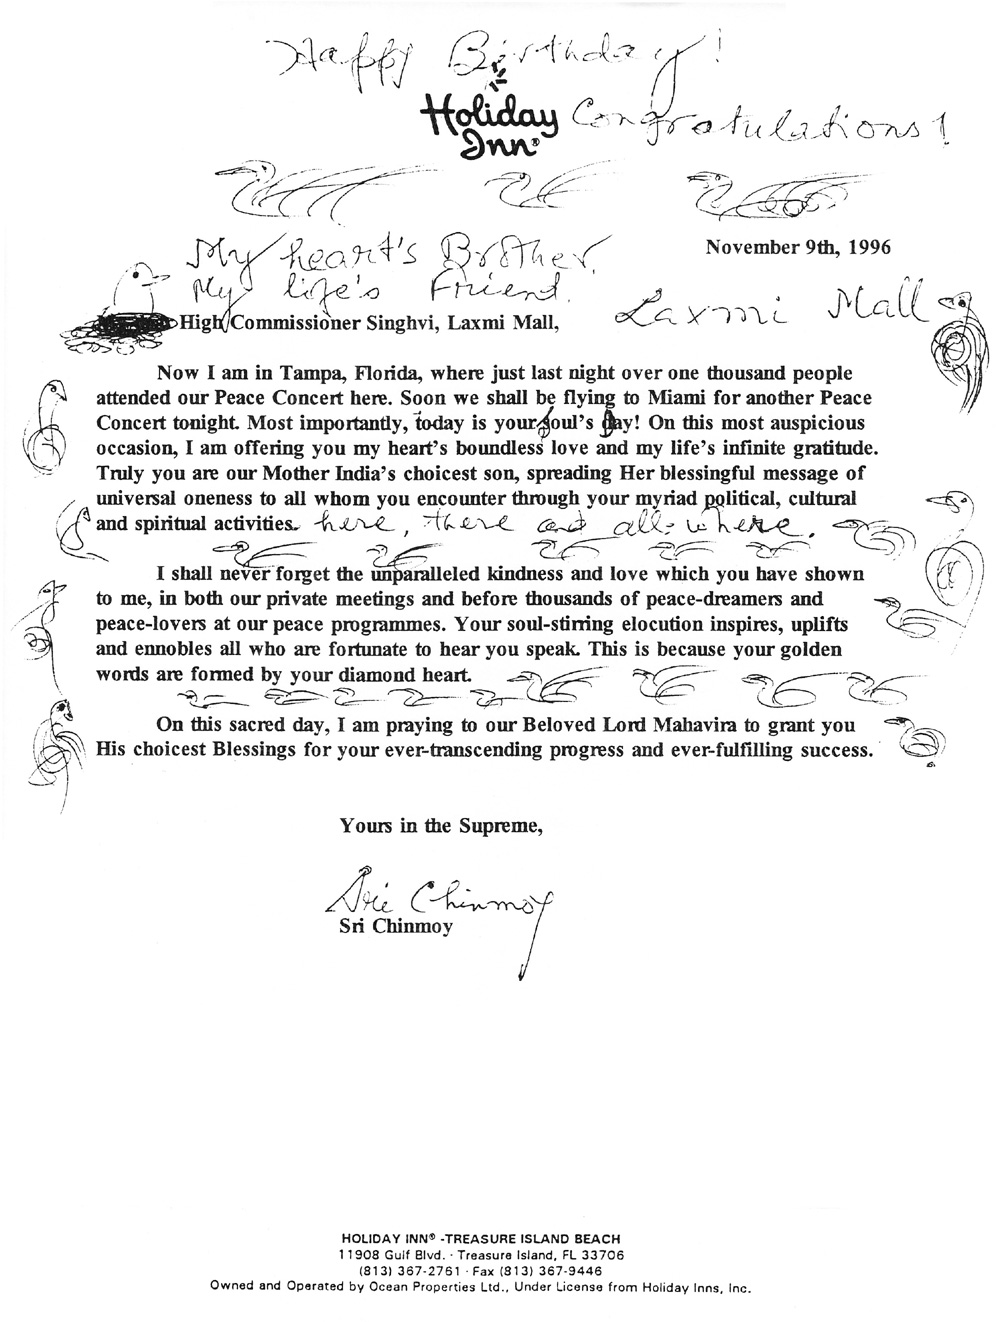 Happy Birthday!
Holiday
Inn®
Congratulations!
My heart's Brother,
November 9th, 1996
My life's Friend.
Laxmi Mall
High Commissioner Singhvi, Laxmi Mall,
Now I am in Tampa, Florida, where just last night over one thousand people
attended our Peace Concert here. Soon we shall be flying to Miami for another Peace
Concert tonight. Most importantly, today is your Soul's Day! On this most auspicious
occasion, I am offering you my heart's boundless love and my life's infinite gratitude.
Truly you are our Mother India's choicest son, spreading Her blessingful message of
universal oneness to all whom you encounter through your myriad political, cultural
and spiritual activities. here, there and all-where.
I shall never forget the unparalleled kindness and love which you have shown
to me, in both our private meetings and before thousands of peace-dreamers and
peace-lovers at our peace programmes. Your soul-stirring elocution inspires, uplifts
and ennobles all who are fortunate to hear you speak. This is because your golden
words are formed by your diamond heart.
On this sacred day, I am praying to our Beloved Lord Mahavira to grant you
His choicest Blessings for your ever-transcending progress and ever-fulfilling success.
Yours in the Supreme,
Sri Chinmoy
Sri Chinmoy
HOLIDAY INN® -TREASURE ISLAND BEACH
11908 Gulf Blvd. · Treasure Island, FL 33706
(813) 367-2761 · Fax (813) 367-9446
Owned and Operated by Ocean Properties Ltd., Under License from Holiday Inns, Inc.